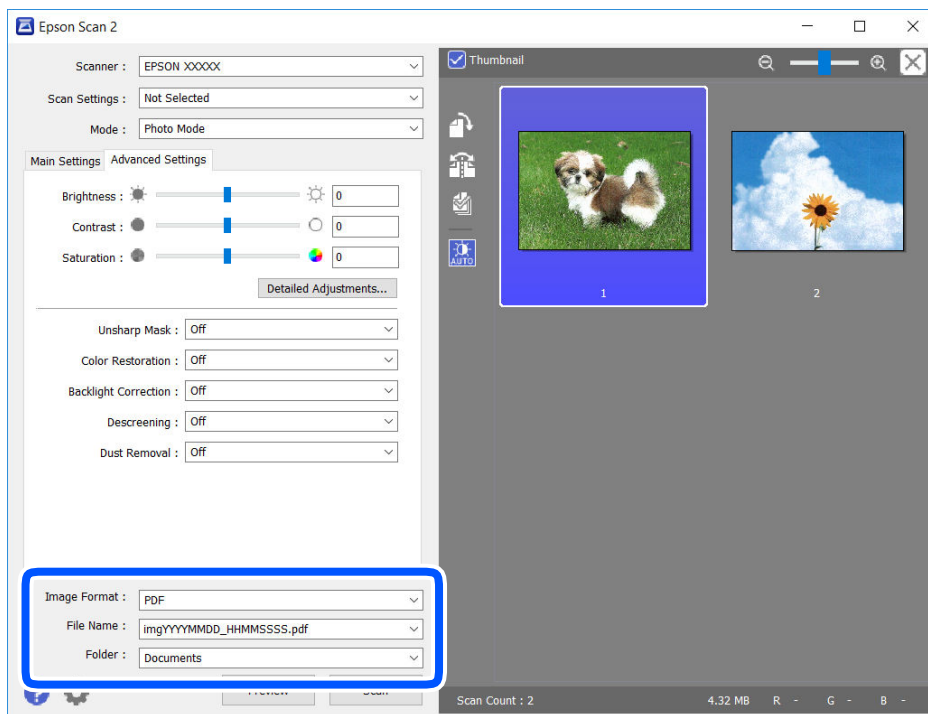 Epson Scan 2
Scanner : EPSON XXXXX
Scan Settings : Not Selected
Mode : Photo Mode
Main Settings Advanced Settings
Brightness : 0
Contrast : 0
Saturation : 0
Detailed Adjustments...
Unsharp Mask : Off
Color Restoration : Off
Backlight Correction : Off
Descreening : Off
Dust Removal : Off
Image Format : PDF
File Name : imgYYYYMMDD_HHMMSSSS.pdf
Folder : Documents
? Preview Scan
Thumbnail
AUTO
1 2
Scan Count : 2 4.32 MB R - G - B -